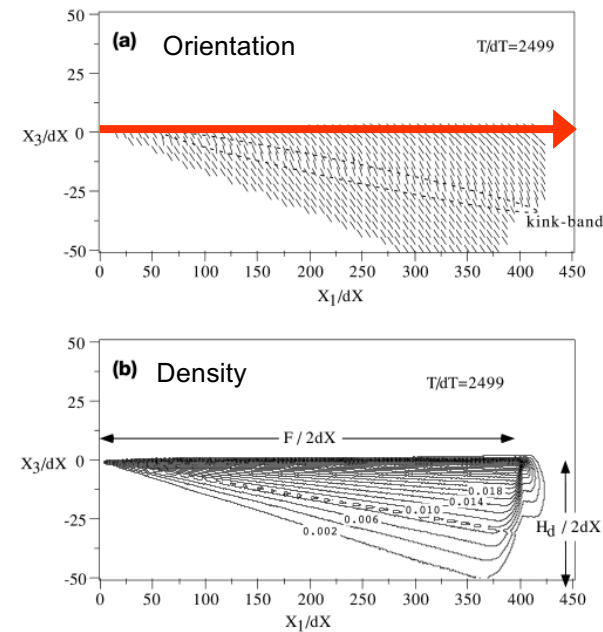 (a) Orientation T/dT=2499
50
25
X3/dX 0
-25
kink-band
-50
0 50 100 150 200 250 300 350 400 450
X1/dX
50
(b) Density T/dT=2499
25
F / 2dX
X3/dX 0
0.018
0.014
0.010
-25 0.006 Hd / 2dX
0.002
-50
0 50 100 150 200 250 300 350 400 450
X1/dX